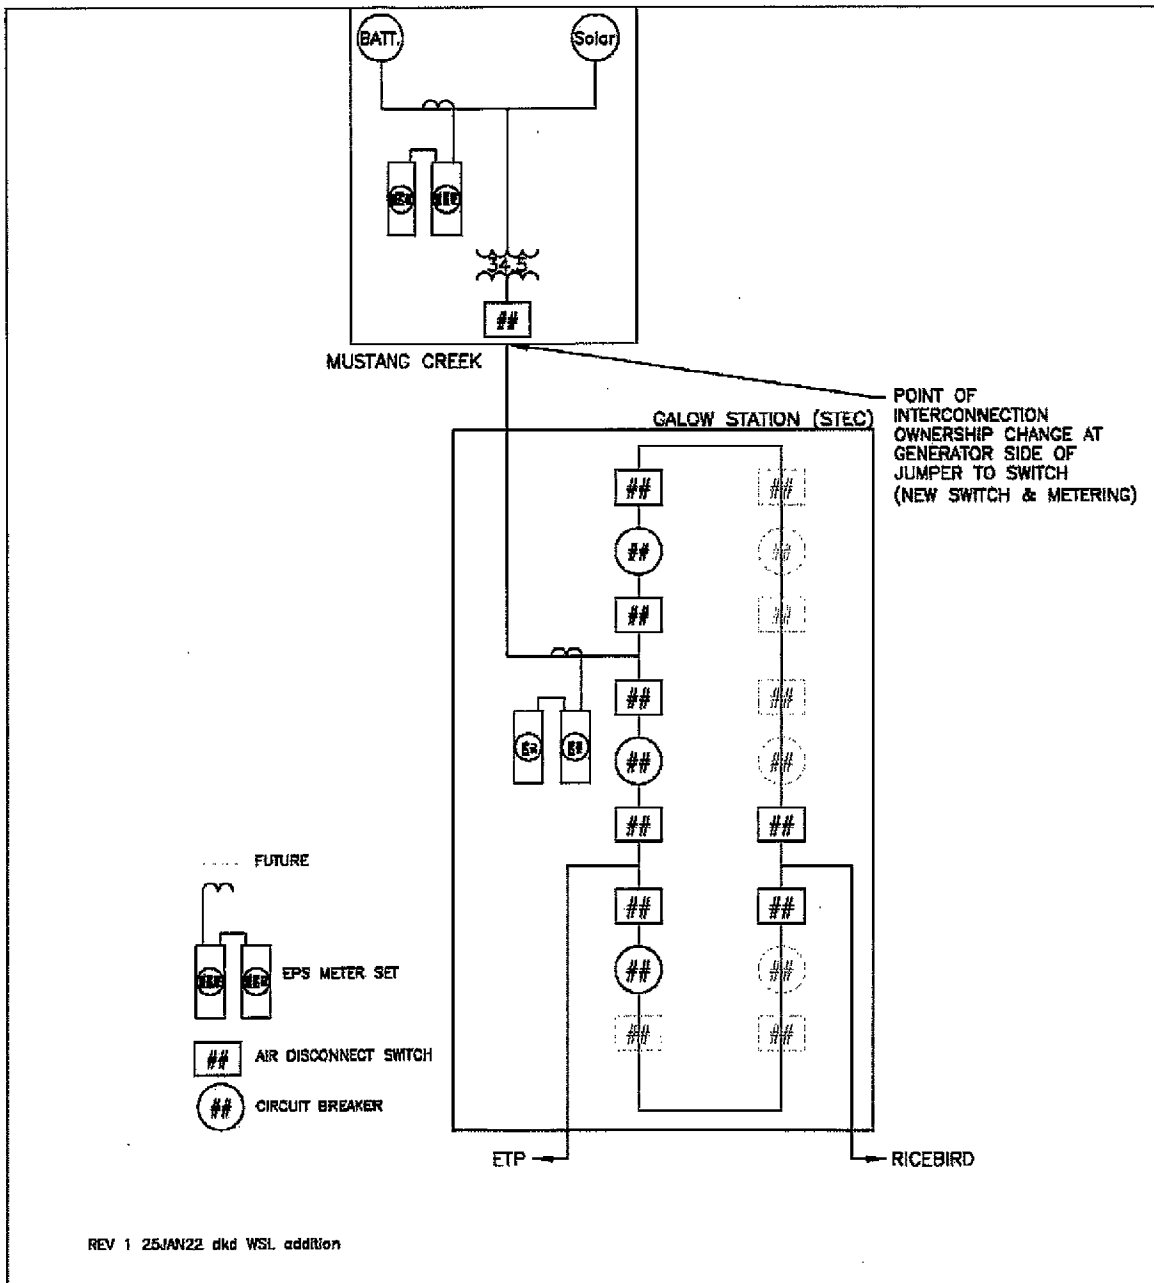 BATT.
Solar
34.5
##
MUSTANG CREEK
POINT OF
INTERCONNECTION
OWNERSHIP CHANGE AT
GENERATOR SIDE OF
JUMPER TO SWITCH
(NEW SWITCH & METERING)
GALOW STATION (STEC)
## ##
## ##
## ##
## ##
## ##
## ##
## ##
## ##
## ##
FUTURE
EPS METER SET
## AIR DISCONNECT SWITCH
## CIRCUIT BREAKER
ETP
RICEBIRD
REV 1 25JAN22 dkd WSL addition